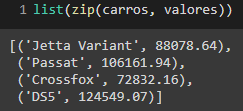 1 list(zip(carros, valores))
[('Jetta Variant', 88078.64),
('Passat', 106161.94),
('Crossfox', 72832.16),
('DS5', 124549.07)]